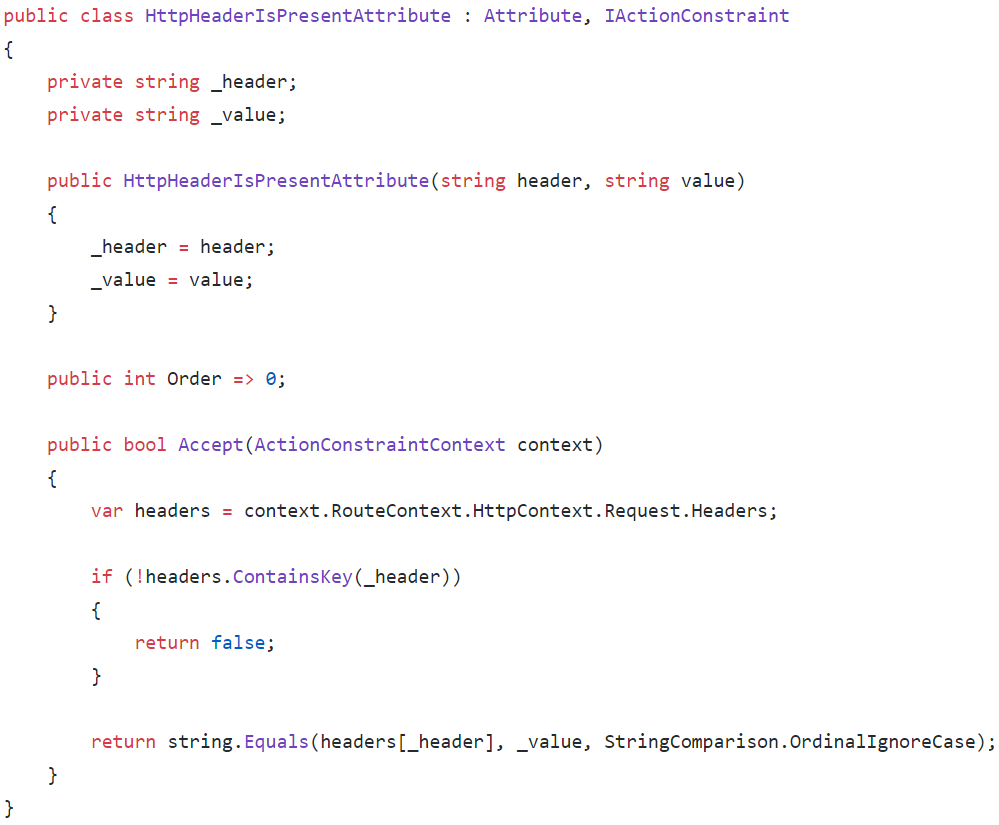 public class HttpHeaderIsPresentAttribute : Attribute, IActionConstraint
{
    private string _header;
    private string _value;

    public HttpHeaderIsPresentAttribute(string header, string value)
    {
        _header = header;
        _value = value;
    }

    public int Order => 0;

    public bool Accept(ActionConstraintContext context)
    {
        var headers = context.RouteContext.HttpContext.Request.Headers;

        if (!headers.ContainsKey(_header))
        {
            return false;
        }

        return string.Equals(headers[_header], _value, StringComparison.OrdinalIgnoreCase);
    }
}